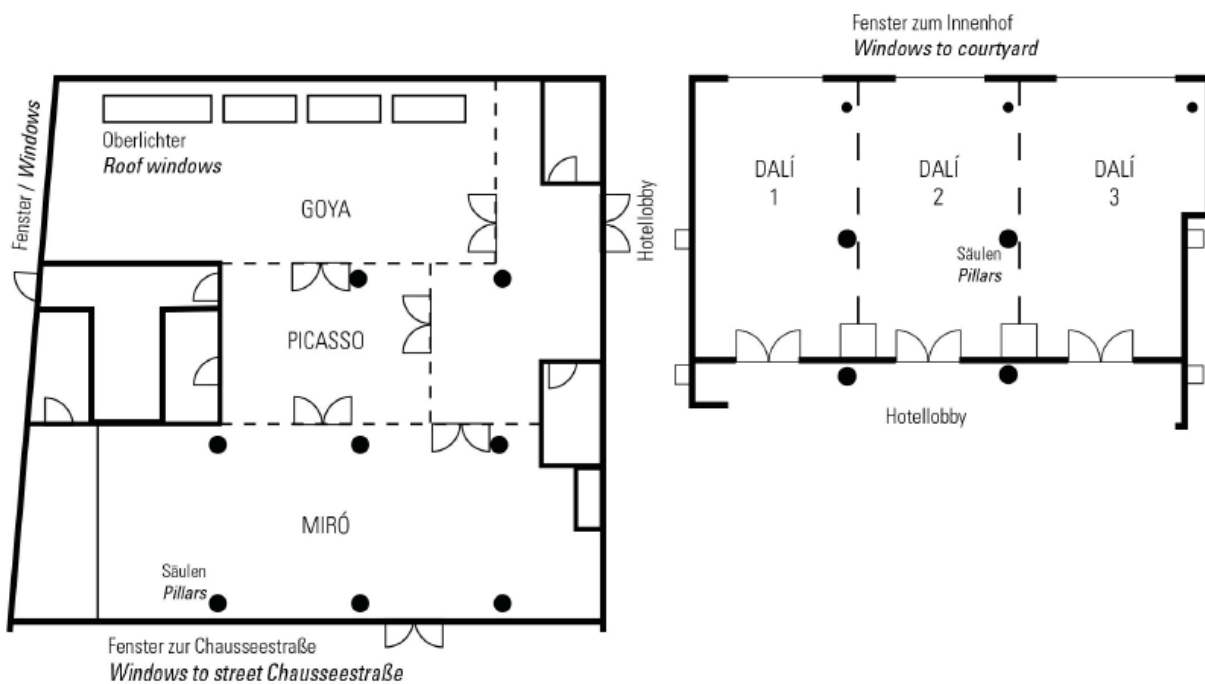 Fenster / Windows
Oberlichter
Roof windows
GOYA
Hotellobby
PICASSO
MIRÓ
Säulen
Pillars
Fenster zur Chausseestraße
Windows to street Chausseestraße
Fenster zum Innenhof
Windows to courtyard
DALÍ
1
DALÍ
2
DALÍ
3
Säulen
Pillars
Hotellobby